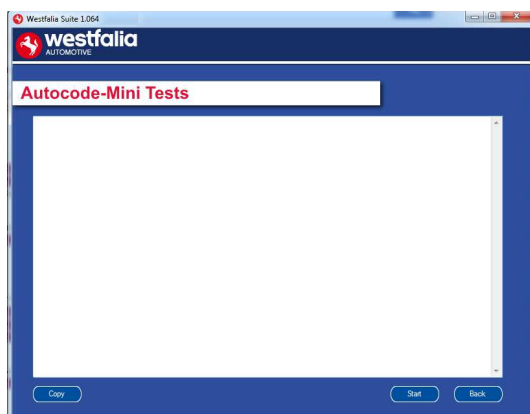 Westfalia Suite 1.064
westfalia
AUTOMOTIVE
Autocode-Mini Tests
Copy
Start
Back